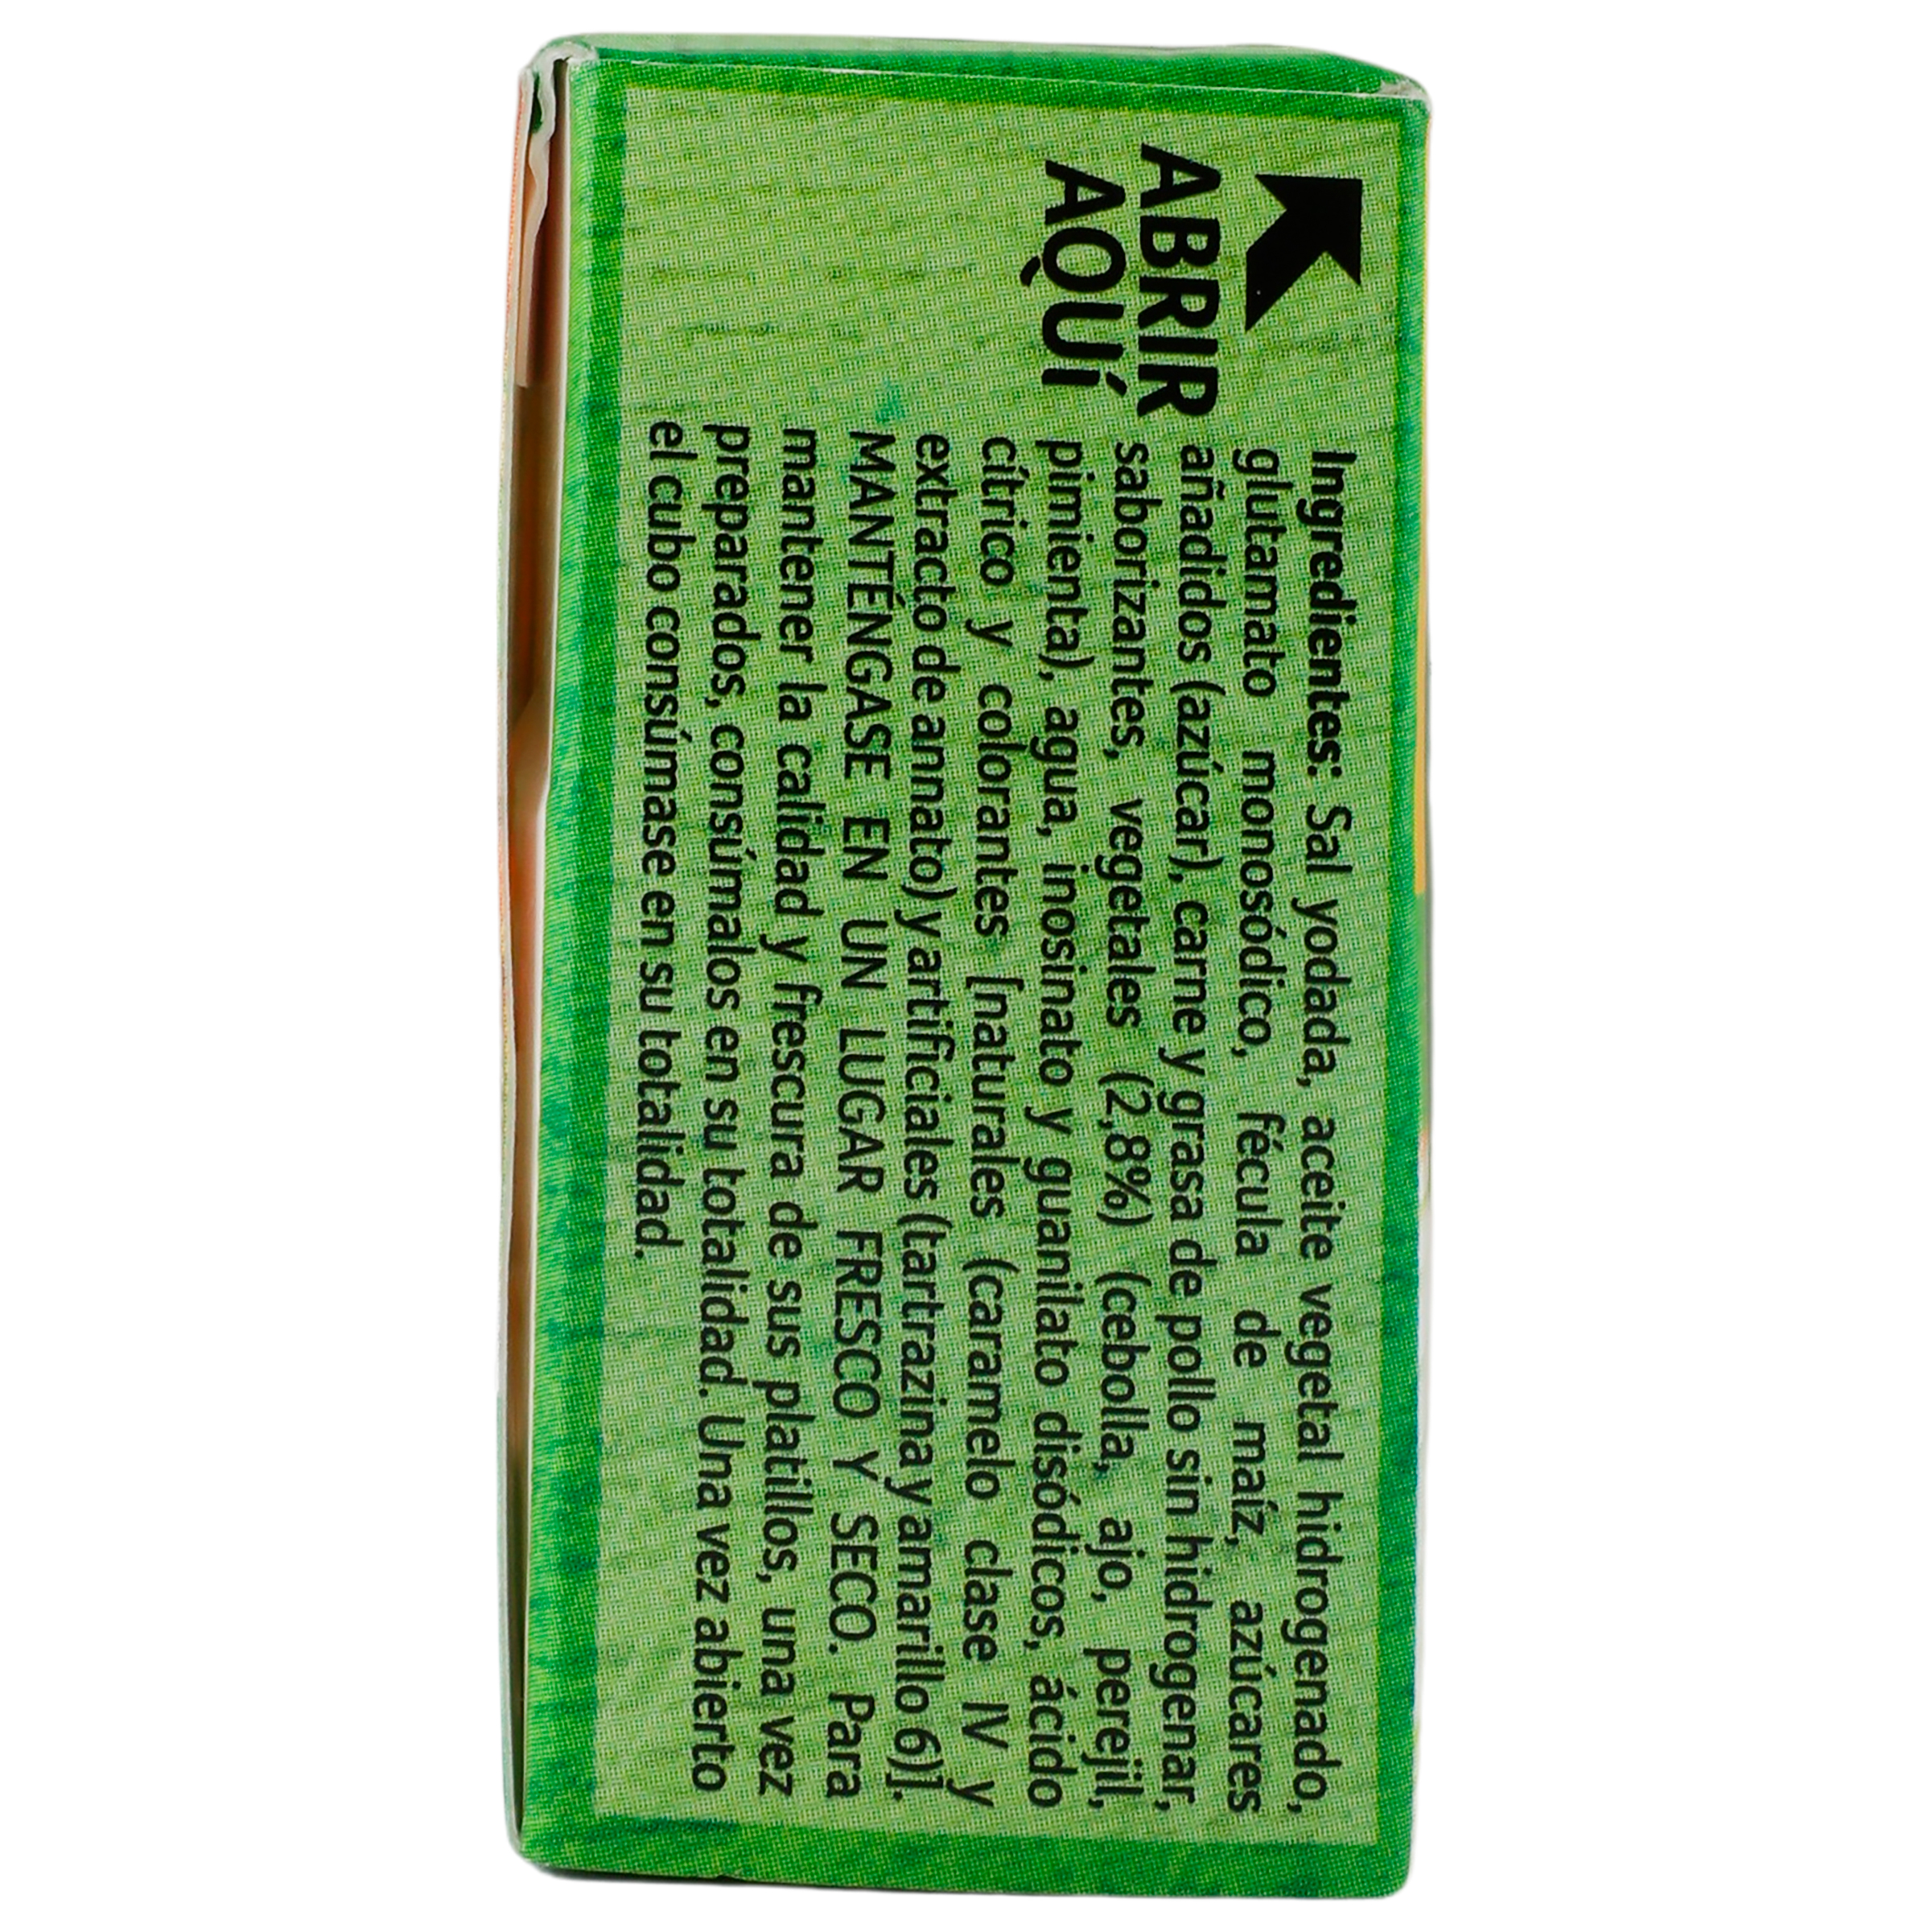 ABRIR
AQUÍ
Ingredientes: Sal yodada, aceite vegetal hidrogenado,
glutamato monosódico, fécula de maíz, azúcares
añadidos (azúcar), carne y grasa de pollo sin hidrogenar,
saborizantes, vegetales (2,8%) (cebolla, ajo, perejil,
pimienta), agua, inosinato y guanilato disódicos, ácido
cítrico y colorantes [naturales (caramelo clase IV y
extracto de annato) y artificiales (tartrazina y amarillo 6)].
MANTÉNGASE EN UN LUGAR FRESCO Y SECO. Para
mantener la calidad y frescura de sus platillos, una vez
preparados, consúmalos en su totalidad. Una vez abierto
el cubo consúmase en su totalidad.